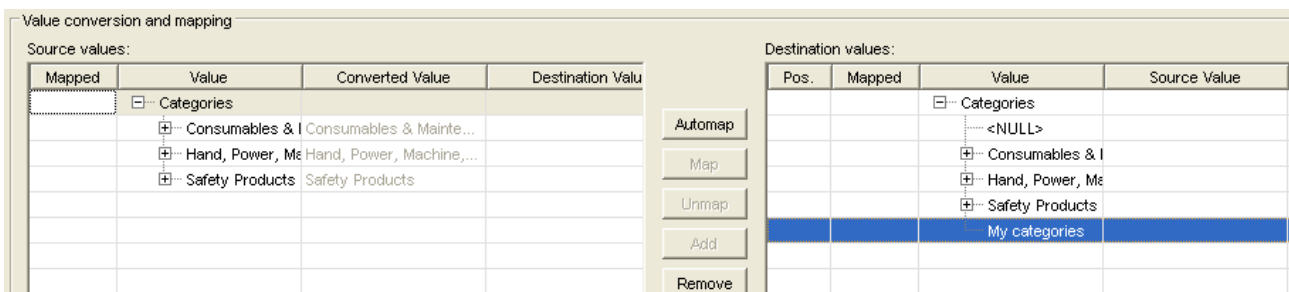 Value conversion and mapping
Source values:
Destination values:
Mapped Value Converted Value Destination Valu
Pos. Mapped Value Source Value
Categories
Categories
Consumables & I Consumables & Mainte...
<NULL>
Hand, Power, Ma Hand, Power, Machine,...
Consumables & I
Safety Products Safety Products
Hand, Power, Ma
Safety Products
My categories
Automap
Map
Unmap
Add
Remove